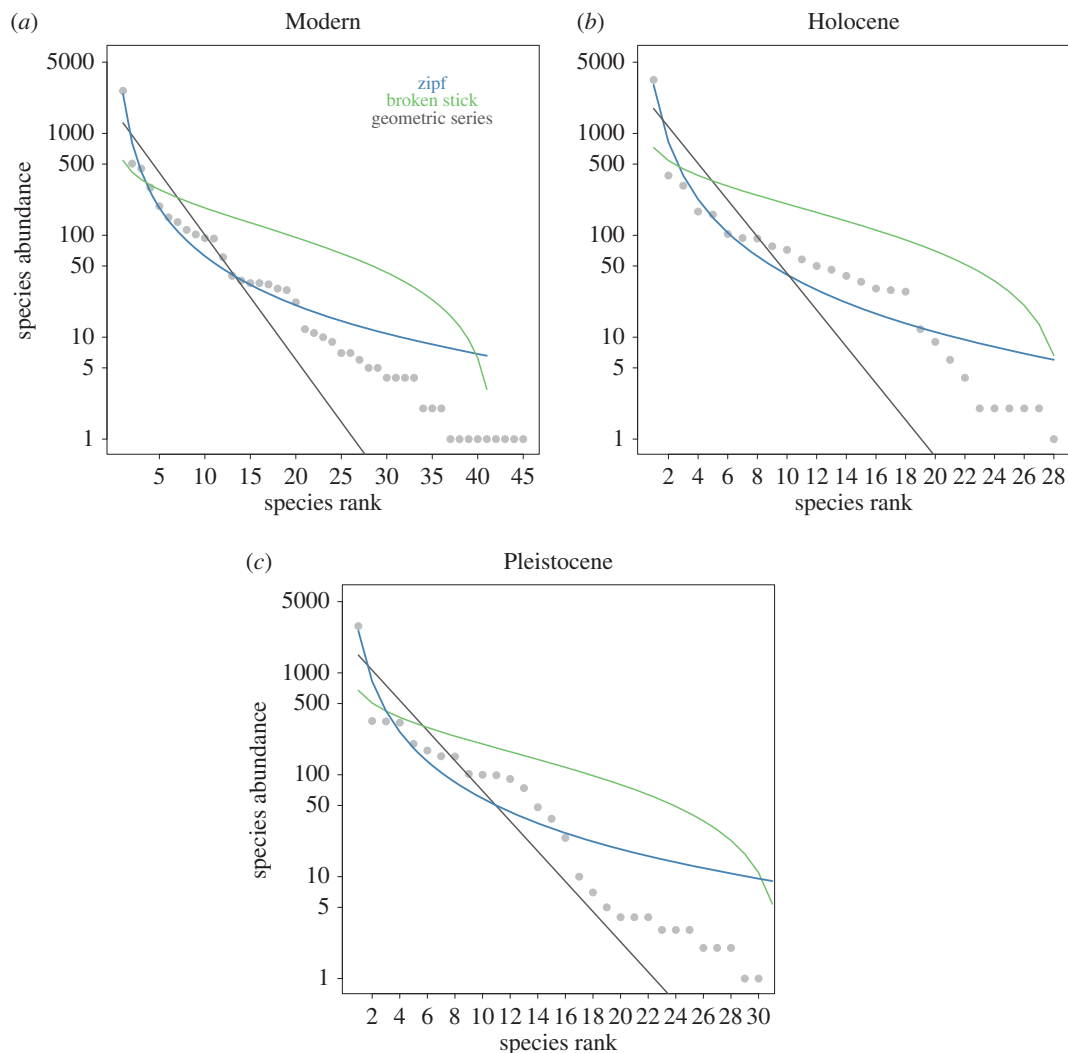 (a) Modern
5000
1000
500
100
50
10
5
1
species abundance
zipf
broken stick
geometric series
5 10 15 20 25 30 35 40 45
species rank
(b) Holocene
5000
1000
500
100
50
10
5
1
species abundance
2 4 6 8 10 12 14 16 18 20 22 24 26 28
species rank
(c) Pleistocene
5000
1000
500
100
50
10
5
1
species abundance
2 4 6 8 10 12 14 16 18 20 22 24 26 28 30
species rank